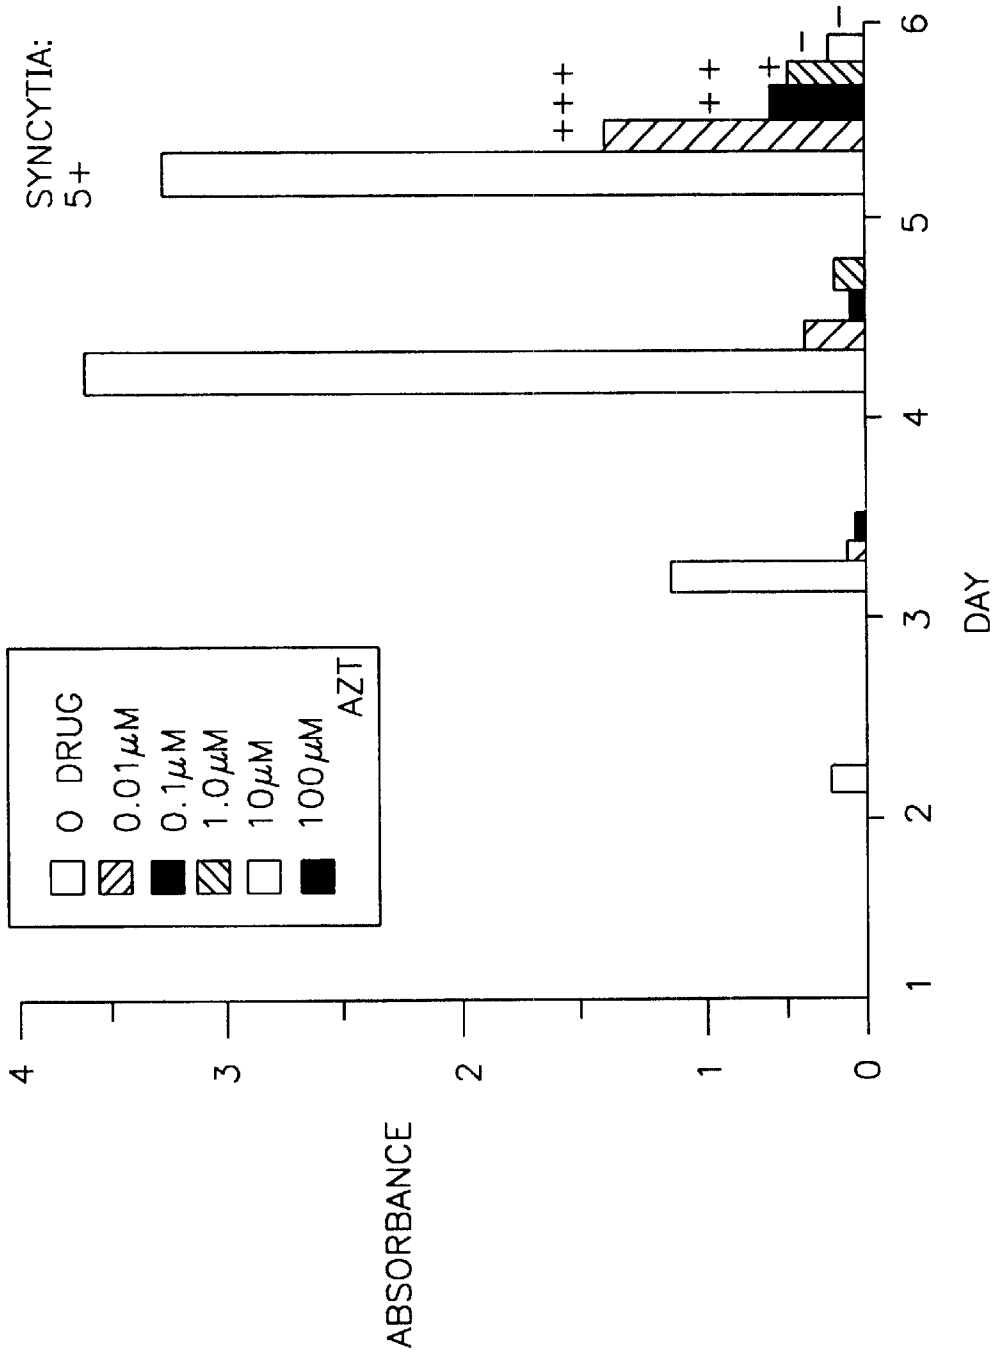 SYNCYTIA:
5+
+++
++
+
–
–
O DRUG
0.01μM
0.1μM
1.0μM
10μM
100μM
AZT
4
3
2
1
0
ABSORBANCE
1
2
3
4
5
6
DAY